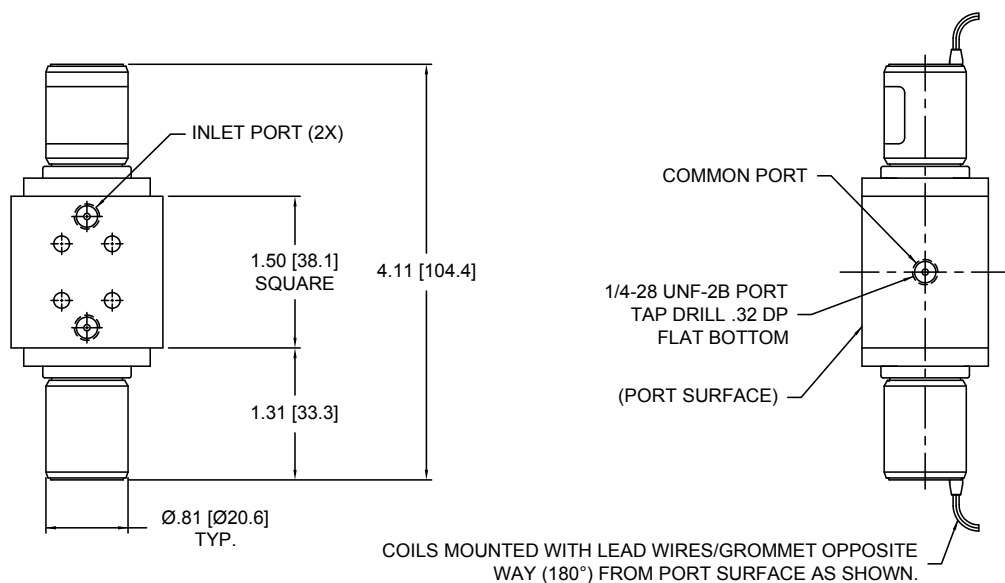 INLET PORT (2X)
1.50 [38.1]
SQUARE
4.11 [104.4]
1.31 [33.3]
Ø.81 [Ø20.6]
TYP.
COMMON PORT
1/4-28 UNF-2B PORT
TAP DRILL .32 DP
FLAT BOTTOM
(PORT SURFACE)
COILS MOUNTED WITH LEAD WIRES/GROMMET OPPOSITE
WAY (180°) FROM PORT SURFACE AS SHOWN.